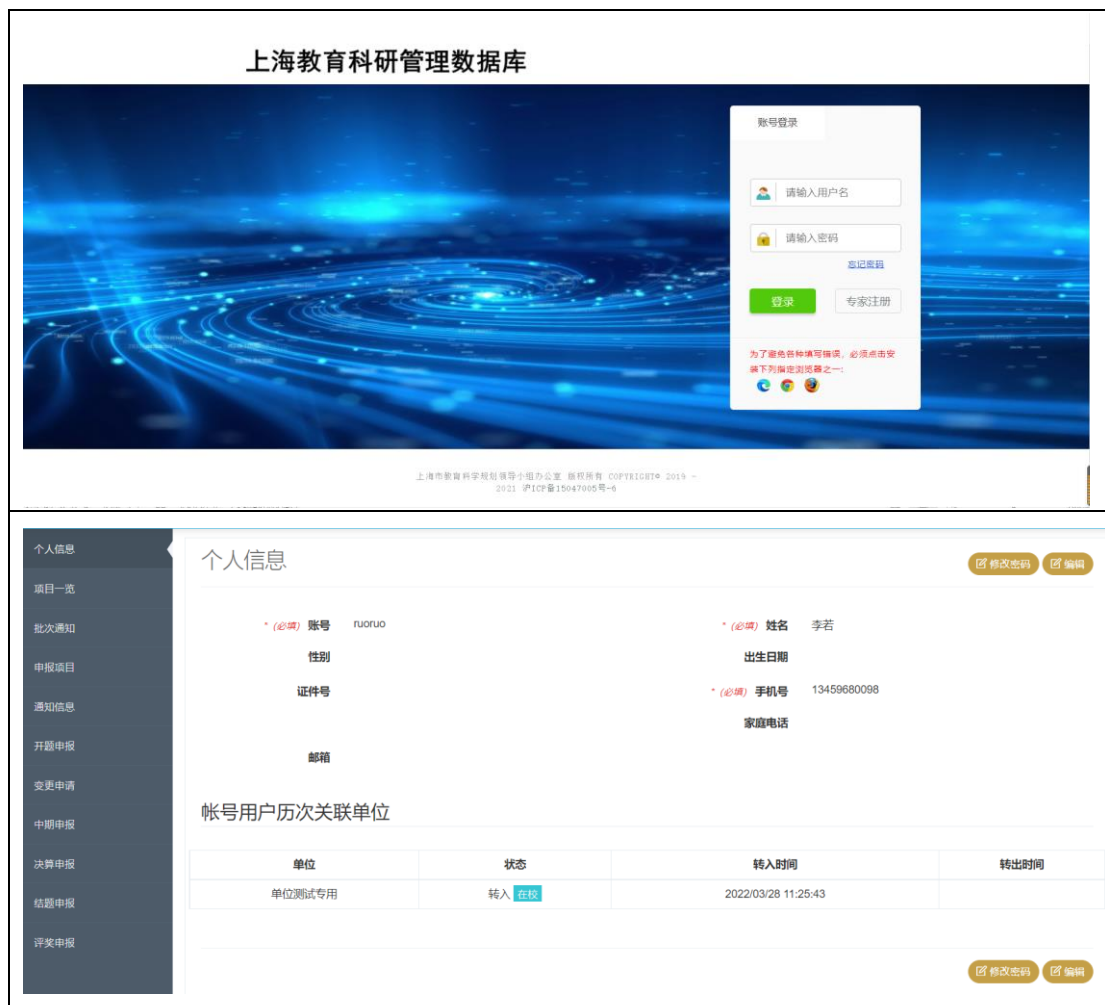 上海教育科研管理数据库
账号登录
请输入用户名
请输入密码
忘记密码
登录 专家注册
为了避免各种填写错误，必须点击安
装下列指定浏览器之一：
上海市教育科学规划领导小组办公室 版权所有 COPYRIGHT© 2019 -
2021 沪ICP备15047005号-6
个人信息
项目一览
批次通知
申报项目
通知信息
开题申报
变更申请
中期申报
决算申报
结题申报
评奖申报
个人信息
修改密码 编辑
* (必填) 账号 ruoruo * (必填) 姓名 李若
性别 出生日期
证件号 * (必填) 手机号 13459680098
家庭电话
邮箱
帐号用户历次关联单位
单位 状态 转入时间 转出时间
单位测试专用 转入 在校 2022/03/28 11:25:43
修改密码 编辑